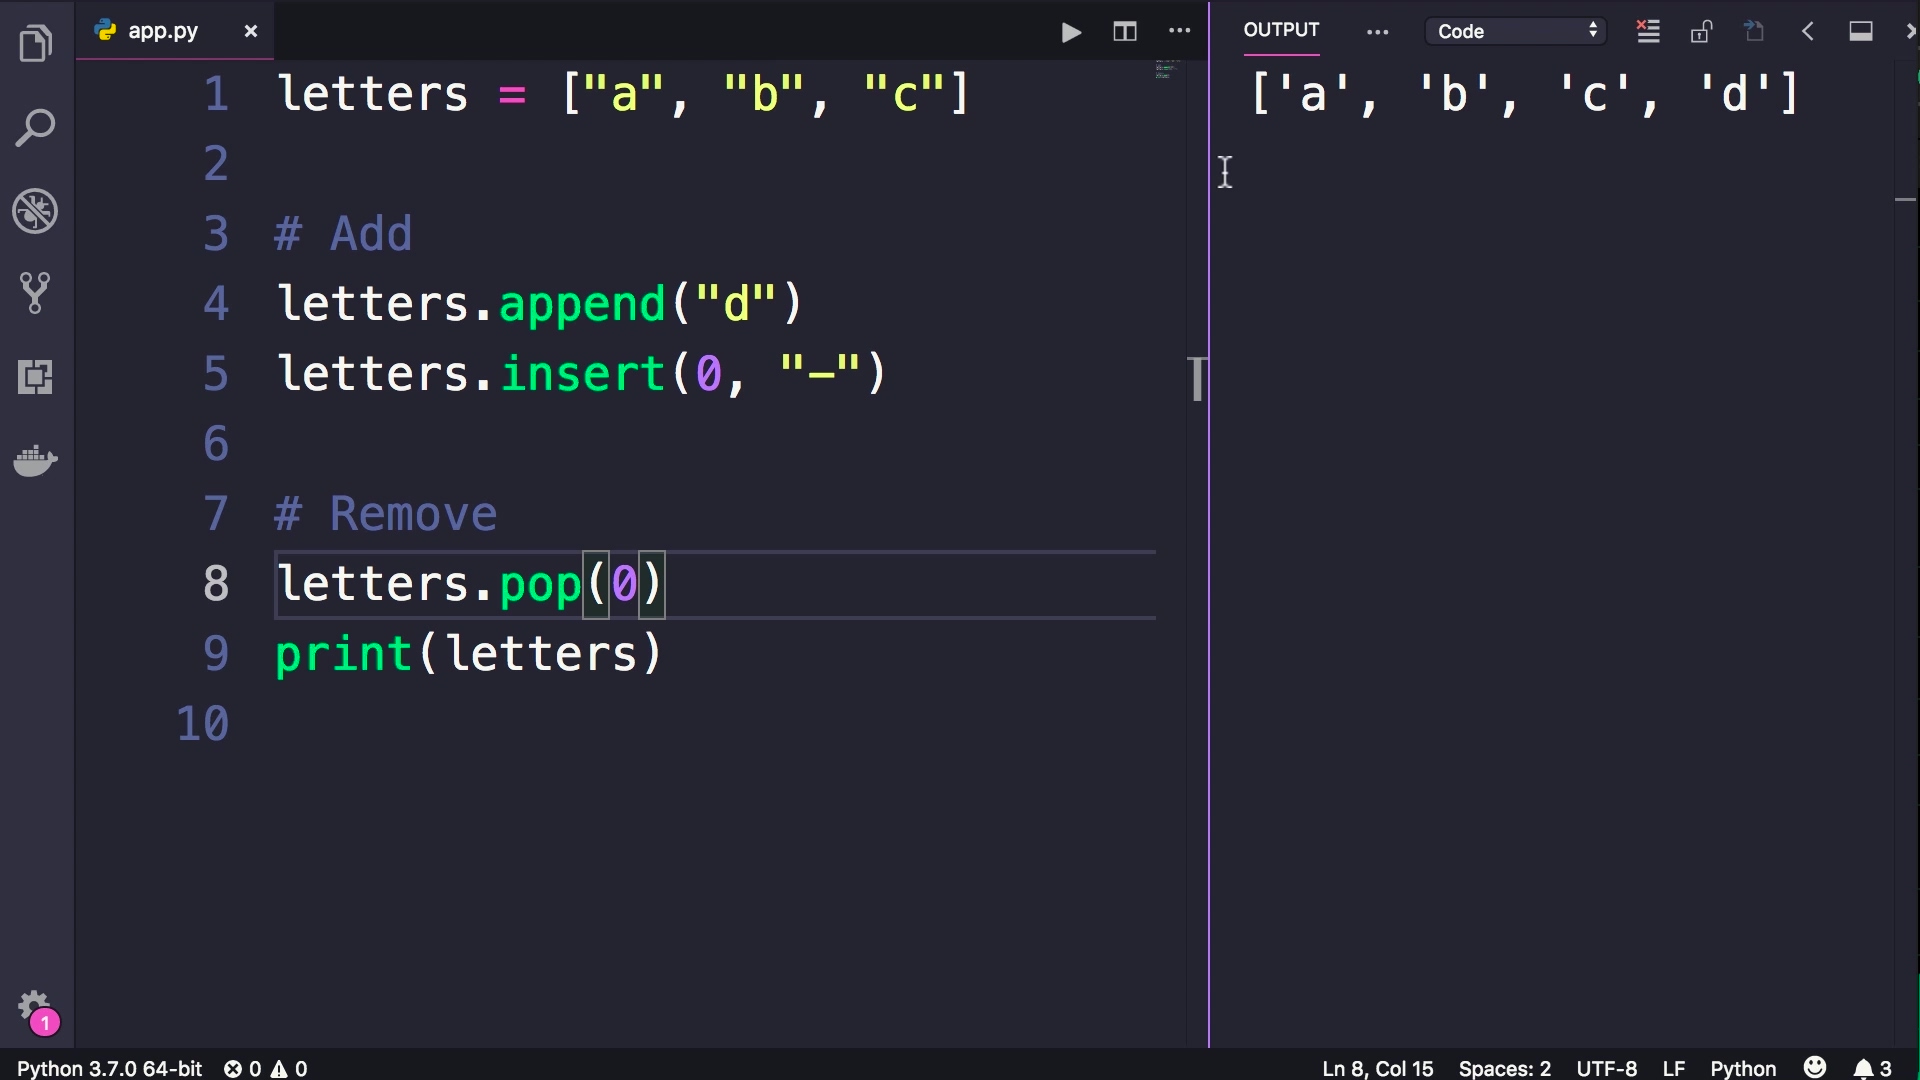 app.py
OUTPUT
Code
1 letters = ["a", "b", "c"]
2
3 # Add
4 letters.append("d")
5 letters.insert(0, "-")
6
7 # Remove
8 letters.pop(0)
9 print(letters)
10
['a', 'b', 'c', 'd']
1
Python 3.7.0 64-bit 0 0
Ln 8, Col 15 Spaces: 2 UTF-8 LF Python 3